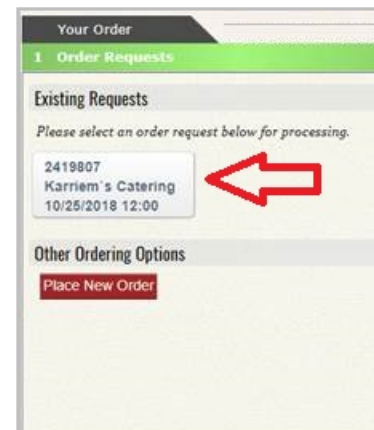 Your Order
1 Order Requests
Existing Requests
Please select an order request below for processing.
2419807
Karriem`s Catering
10/25/2018 12:00
Other Ordering Options
Place New Order